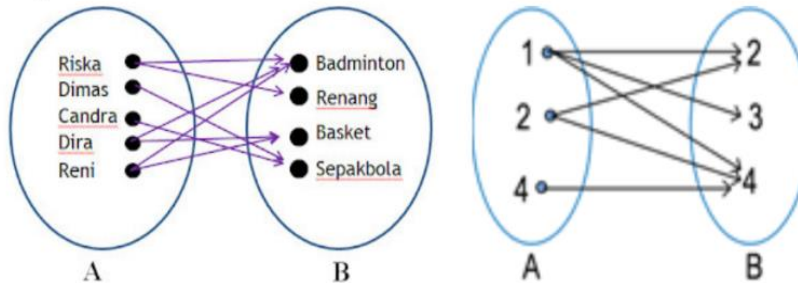 Riska
Dimas
Candra
Dira
Reni
A
Badminton
Renang
Basket
Sepakbola
B
1
2
4
A
2
3
4
B